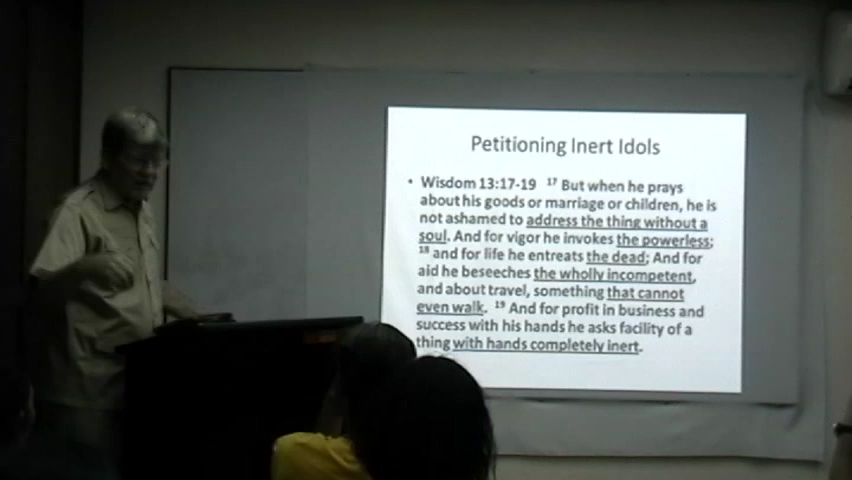 Petitioning Inert Idols
• Wisdom 13:17-19 17 But when he prays
about his goods or marriage or children, he is
not ashamed to address the thing without a
soul. And for vigor he invokes the powerless;
18 and for life he entreats the dead; And for
aid he beseeches the wholly incompetent,
and about travel, something that cannot
even walk. 19 And for profit in business and
success with his hands he asks facility of a
thing with hands completely inert.